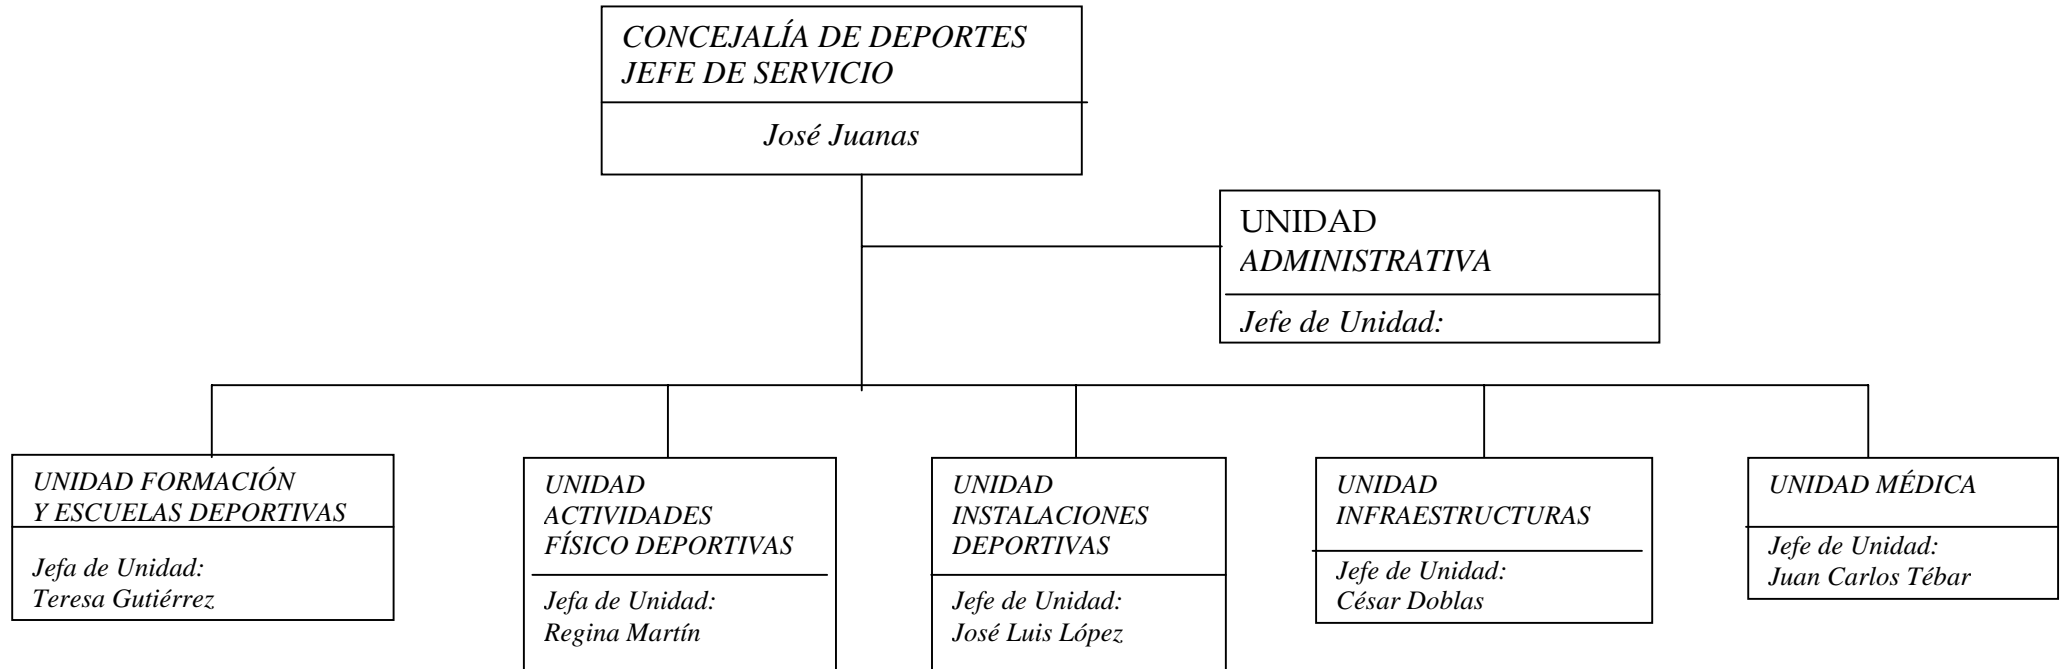 CONCEJALÍA DE DEPORTES
JEFE DE SERVICIO
José Juanas
UNIDAD
ADMINISTRATIVA
Jefe de Unidad:
UNIDAD FORMACIÓN
Y ESCUELAS DEPORTIVAS
Jefa de Unidad:
Teresa Gutiérrez
UNIDAD
ACTIVIDADES
FÍSICO DEPORTIVAS
Jefa de Unidad:
Regina Martín
UNIDAD
INSTALACIONES
DEPORTIVAS
Jefe de Unidad:
José Luis López
UNIDAD
INFRAESTRUCTURAS
Jefe de Unidad:
César Doblas
UNIDAD MÉDICA
Jefe de Unidad:
Juan Carlos Tébar